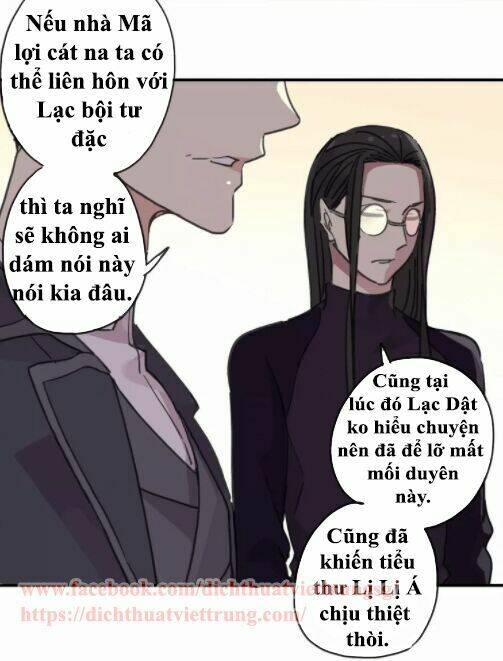 Nếu nhà Mã
lợi cát na ta có
thể liên hôn với
Lạc bội tư
đặc
thì ta nghĩ
sẽ không ai
dám nói này
nói kia đâu.
Cũng tại
lúc đó Lạc Dật
ko hiểu chuyện
nên đã để lỡ mất
mối duyên
này.
Cũng đã
khiến tiểu
thư Lị Lị Á
chịu thiệt
thòi.
www.facebook.com/dichthuatviettrungsg
https://dichthuatviettrung.com/